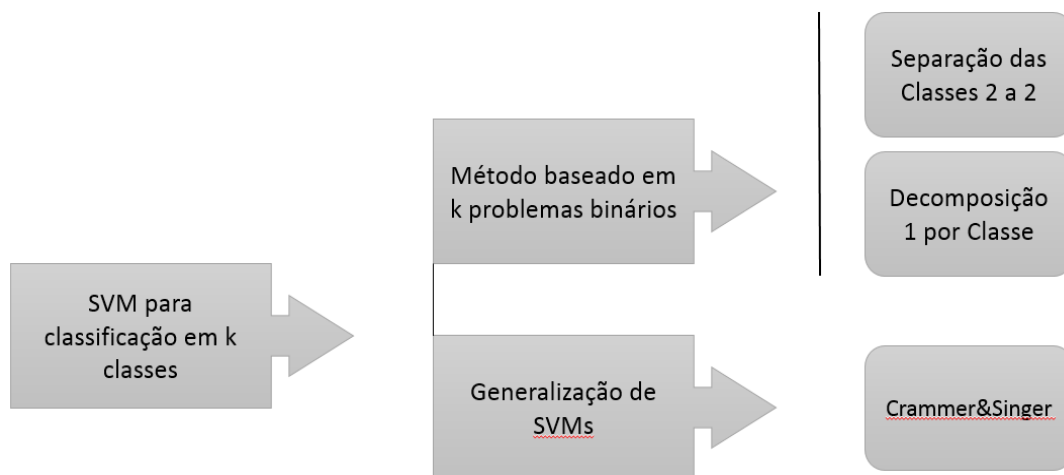 SVM para
classificação em k
classes
Método baseado em
k problemas binários
Separação das
Classes 2 a 2
Decomposição
1 por Classe
Generalização de
SVMs
Crammer&Singer